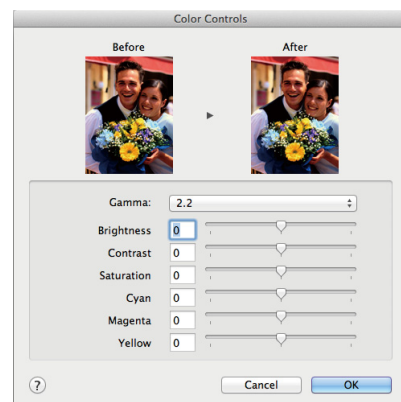 Color Controls
Before After
Gamma: 2.2
Brightness 0
Contrast 0
Saturation 0
Cyan 0
Magenta 0
Yellow 0
? Cancel OK